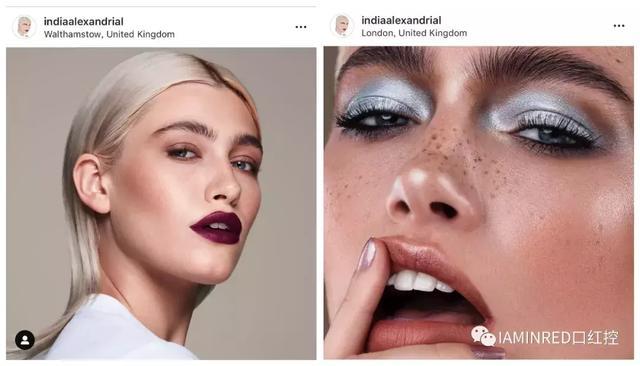 indiaalexandrial
Walthamstow, United Kingdom
indiaalexandrial
London, United Kingdom
IAMINRED口红控